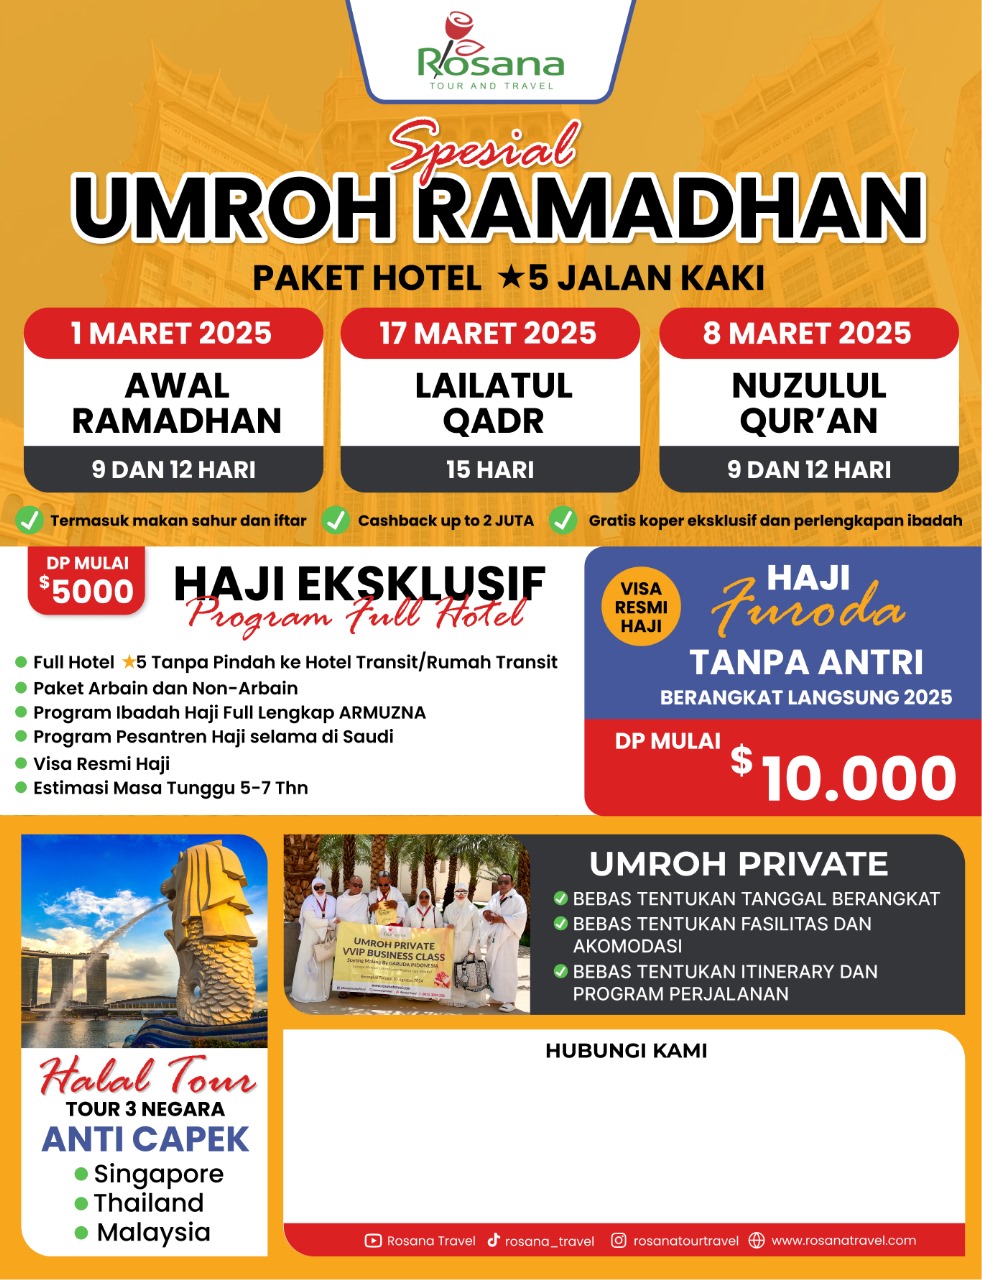 Rosana
TOUR AND TRAVEL
Spesial
UMROH RAMADHAN
PAKET HOTEL ★5 JALAN KAKI
1 MARET 2025
AWAL
RAMADHAN
9 DAN 12 HARI
17 MARET 2025
LAILATUL
QADR
15 HARI
8 MARET 2025
NUZULUL
QUR’AN
9 DAN 12 HARI
Termasuk makan sahur dan iftar
Cashback up to 2 JUTA
Gratis koper eksklusif dan perlengkapan ibadah
DP MULAI
$5000
HAJI EKSKLUSIF
Program Full Hotel
Full Hotel ★5 Tanpa Pindah ke Hotel Transit/Rumah Transit
Paket Arbain dan Non-Arbain
Program Ibadah Haji Full Lengkap ARMUZNA
Program Pesantren Haji selama di Saudi
Visa Resmi Haji
Estimasi Masa Tunggu 5-7 Thn
VISA
RESMI
HAJI
HAJI
Furoda
TANPA ANTRI
BERANGKAT LANGSUNG 2025
DP MULAI
$ 10.000
Halal Tour
TOUR 3 NEGARA
ANTI CAPEK
Singapore
Thailand
Malaysia
UMROH PRIVATE
VVIP BUSINESS CLASS
UMROH PRIVATE
BEBAS TENTUKAN TANGGAL BERANGKAT
BEBAS TENTUKAN FASILITAS DAN
AKOMODASI
BEBAS TENTUKAN ITINERARY DAN
PROGRAM PERJALANAN
HUBUNGI KAMI
Rosana Travel
rosana_travel
rosanatourtravel
www.rosanatravel.com